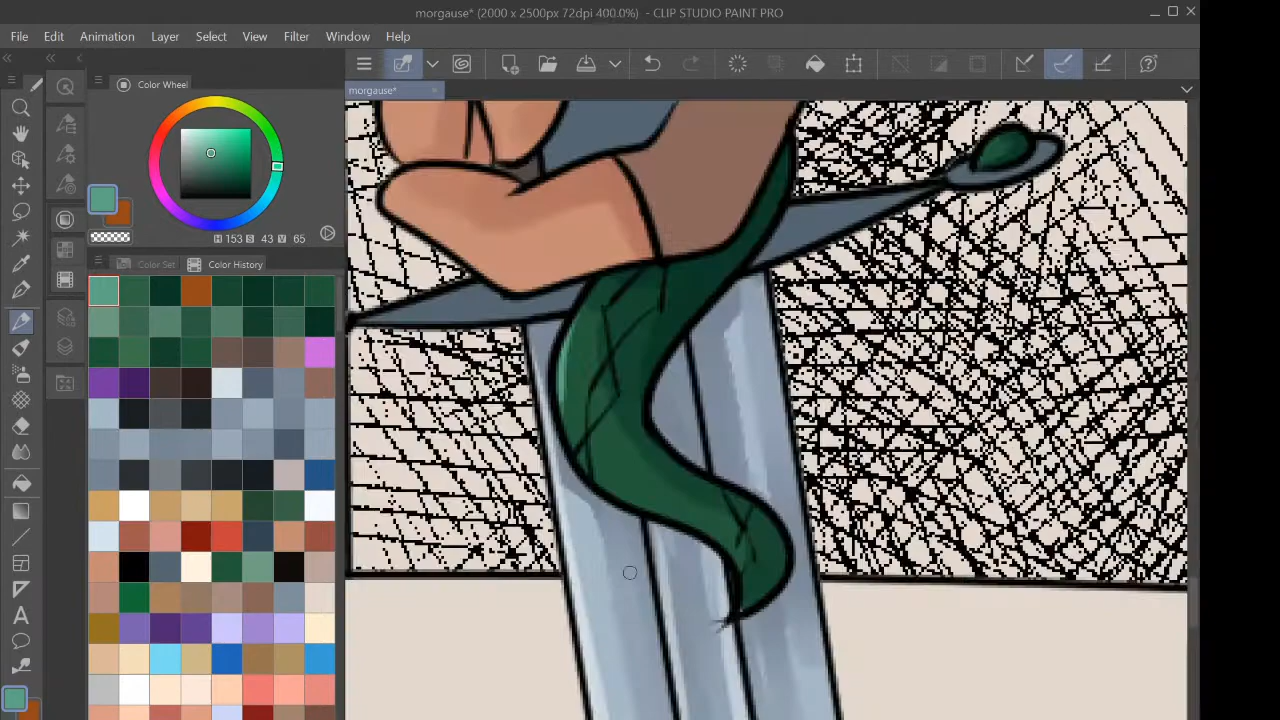 morgause* (2000 x 2500px 72dpi 400.0%) - CLIP STUDIO PAINT PRO
File Edit Animation Layer Select View Filter Window Help
Color Wheel
morgause*
H 153 S 43 V 65
Color Set Color History